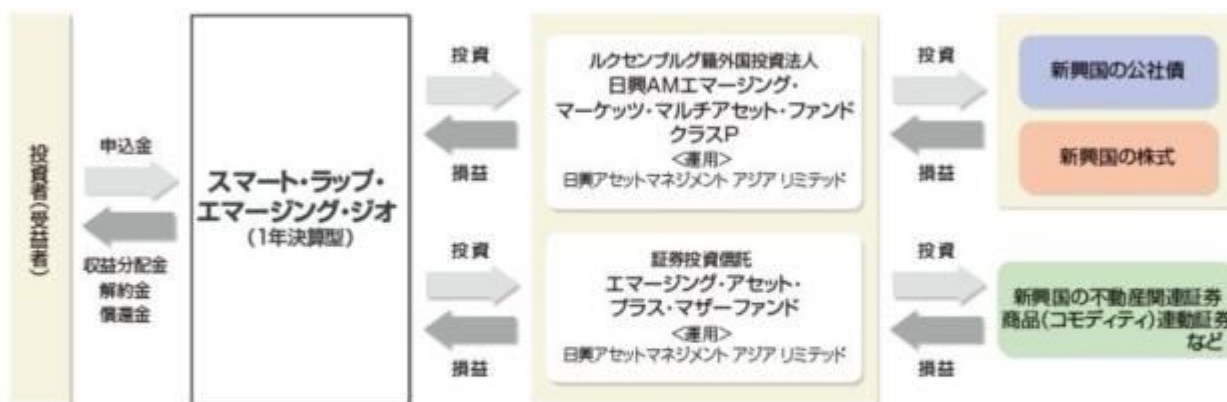 投資者(受益者)
申込金
収益分配金
解約金
償還金
スマート・ラップ・
エマージング・ジオ
(1年決算型)
投資
損益
投資
損益
ルクセンブルグ籍外国投資法人
日興AMエマージング・
マーケッツ・マルチアセット・ファンド
クラスP
<運用>
日興アセットマネジメント アジア リミテッド
証券投資信託
エマージング・アセット・
プラス・マザーファンド
<運用>
日興アセットマネジメント アジア リミテッド
投資
損益
投資
損益
新興国の公社債
新興国の株式
新興国の不動産関連証券
商品(コモディティ)連動証券
など